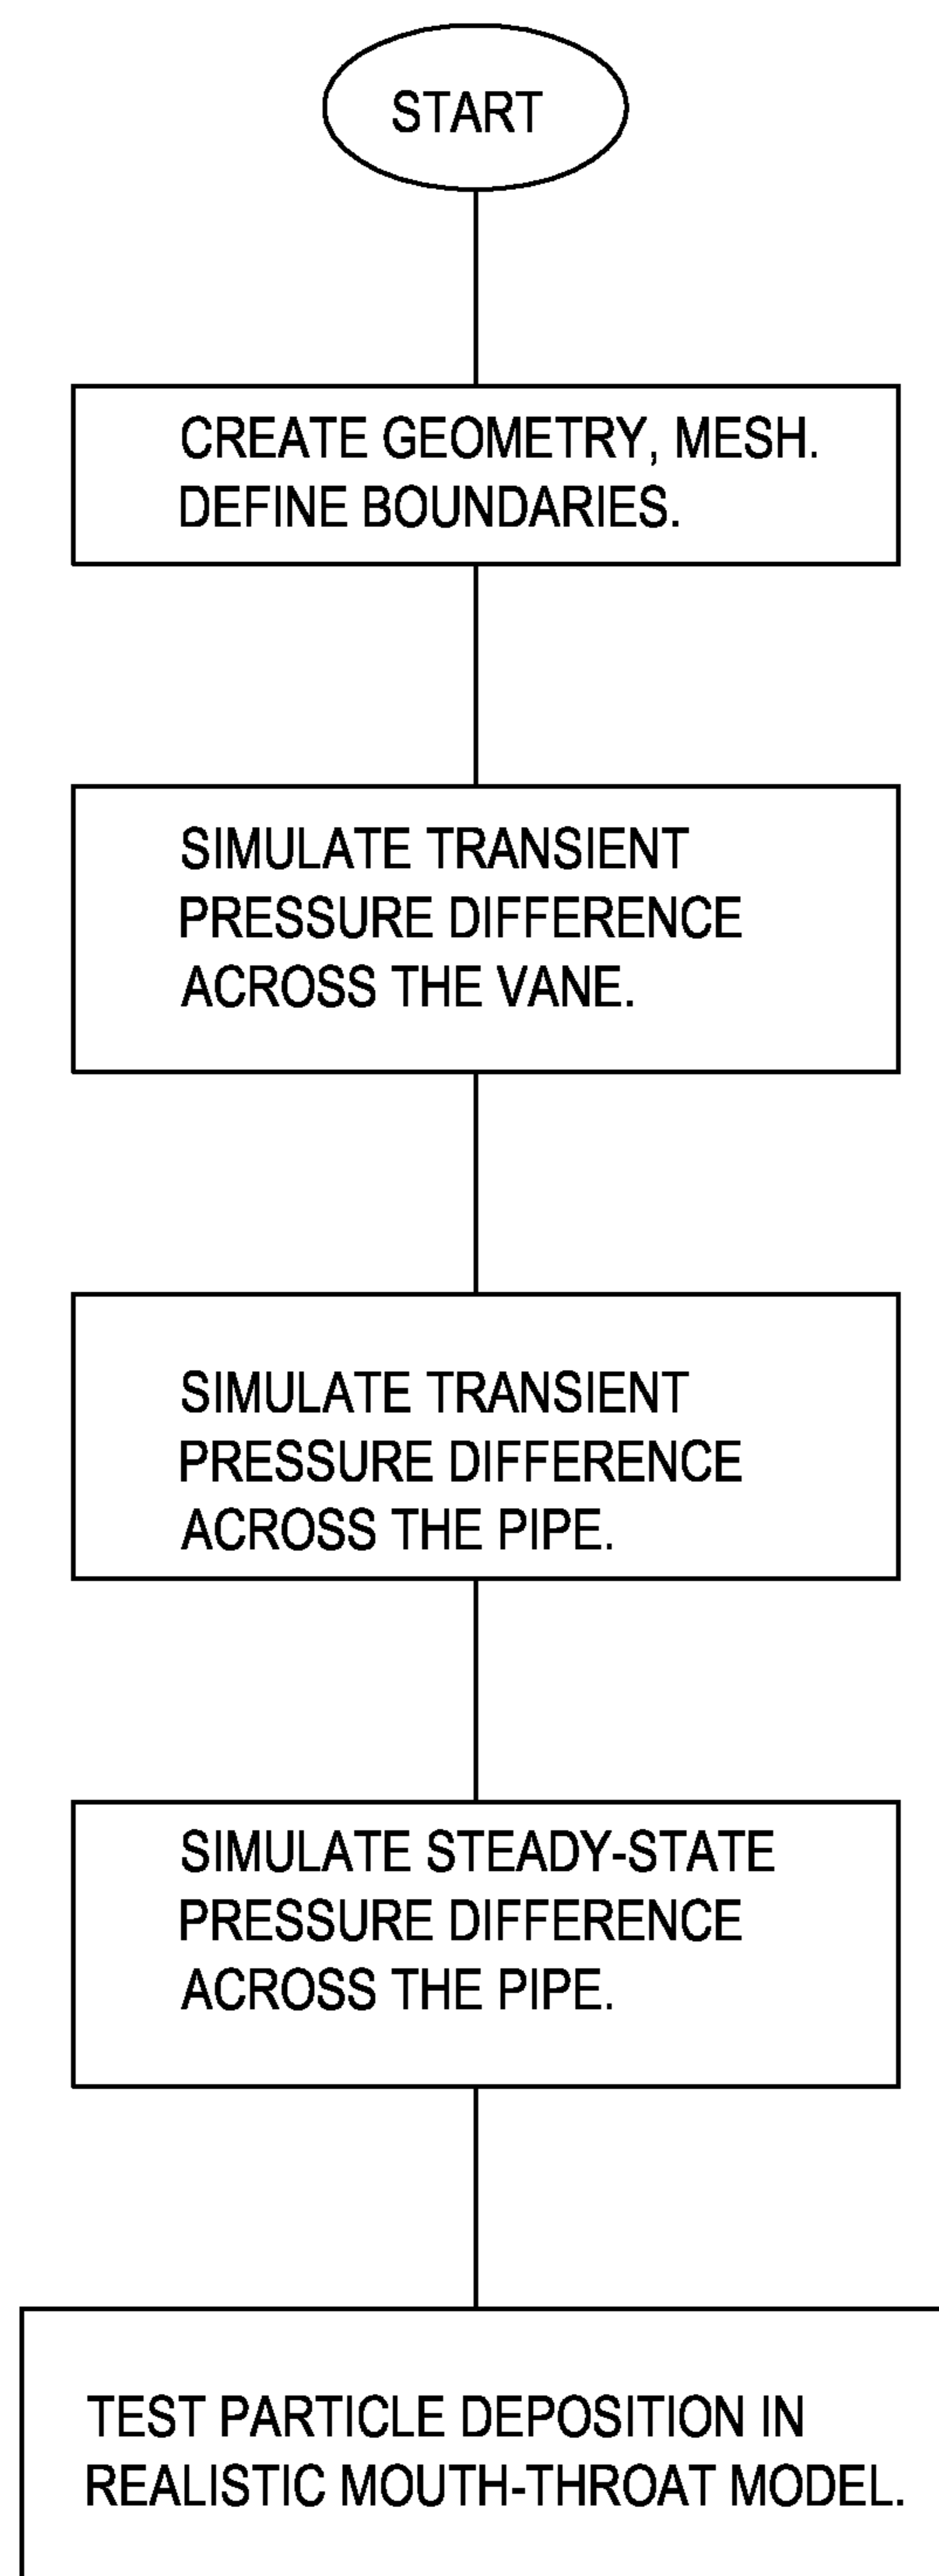 START
CREATE GEOMETRY, MESH.
DEFINE BOUNDARIES.
SIMULATE TRANSIENT
PRESSURE DIFFERENCE
ACROSS THE VANE.
SIMULATE TRANSIENT
PRESSURE DIFFERENCE
ACROSS THE PIPE.
SIMULATE STEADY-STATE
PRESSURE DIFFERENCE
ACROSS THE PIPE.
TEST PARTICLE DEPOSITION IN
REALISTIC MOUTH-THROAT MODEL.